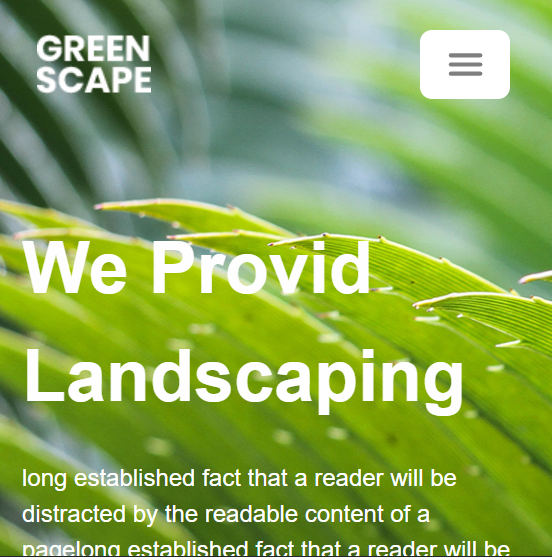 GREEN
SCAPE
We Provid
Landscaping
long established fact that a reader will be
distracted by the readable content of a
pagelong established fact that a reader will be